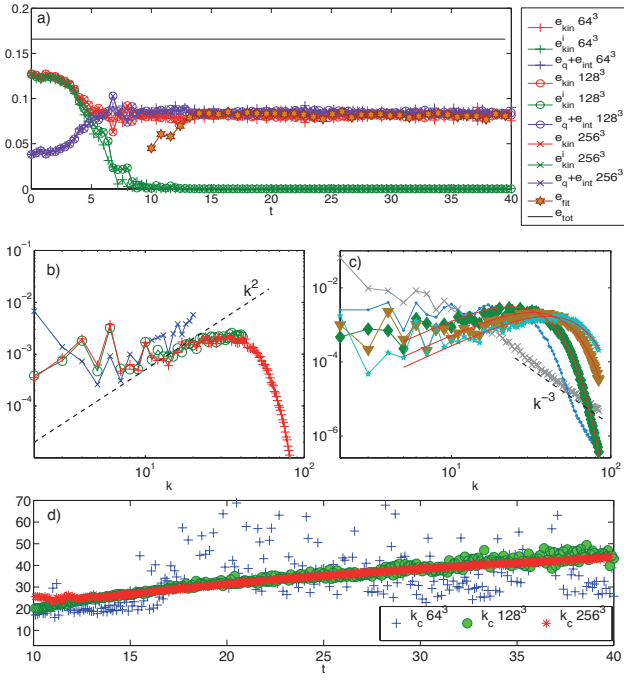 a)
0.2
0.15
0.1
0.05
0
0 5 10 15 20 25 30 35 40
t
e_kin 64^3
e^i_kin 64^3
e_q+e_int 64^3
e_kin 128^3
e^i_kin 128^3
e_q+e_int 128^3
e_kin 256^3
e^i_kin 256^3
e_q+e_int 256^3
e_fit
e_tot
b)
10^-1
10^-2
10^-3
10^-4
k^2
10^1 10^2
k
c)
10^-2
10^-4
10^-6
k^-3
10^1 10^2
k
d)
70
60
50
40
30
20
10
10 15 20 25 30 35 40
t
k_c 64^3 k_c 128^3 k_c 256^3